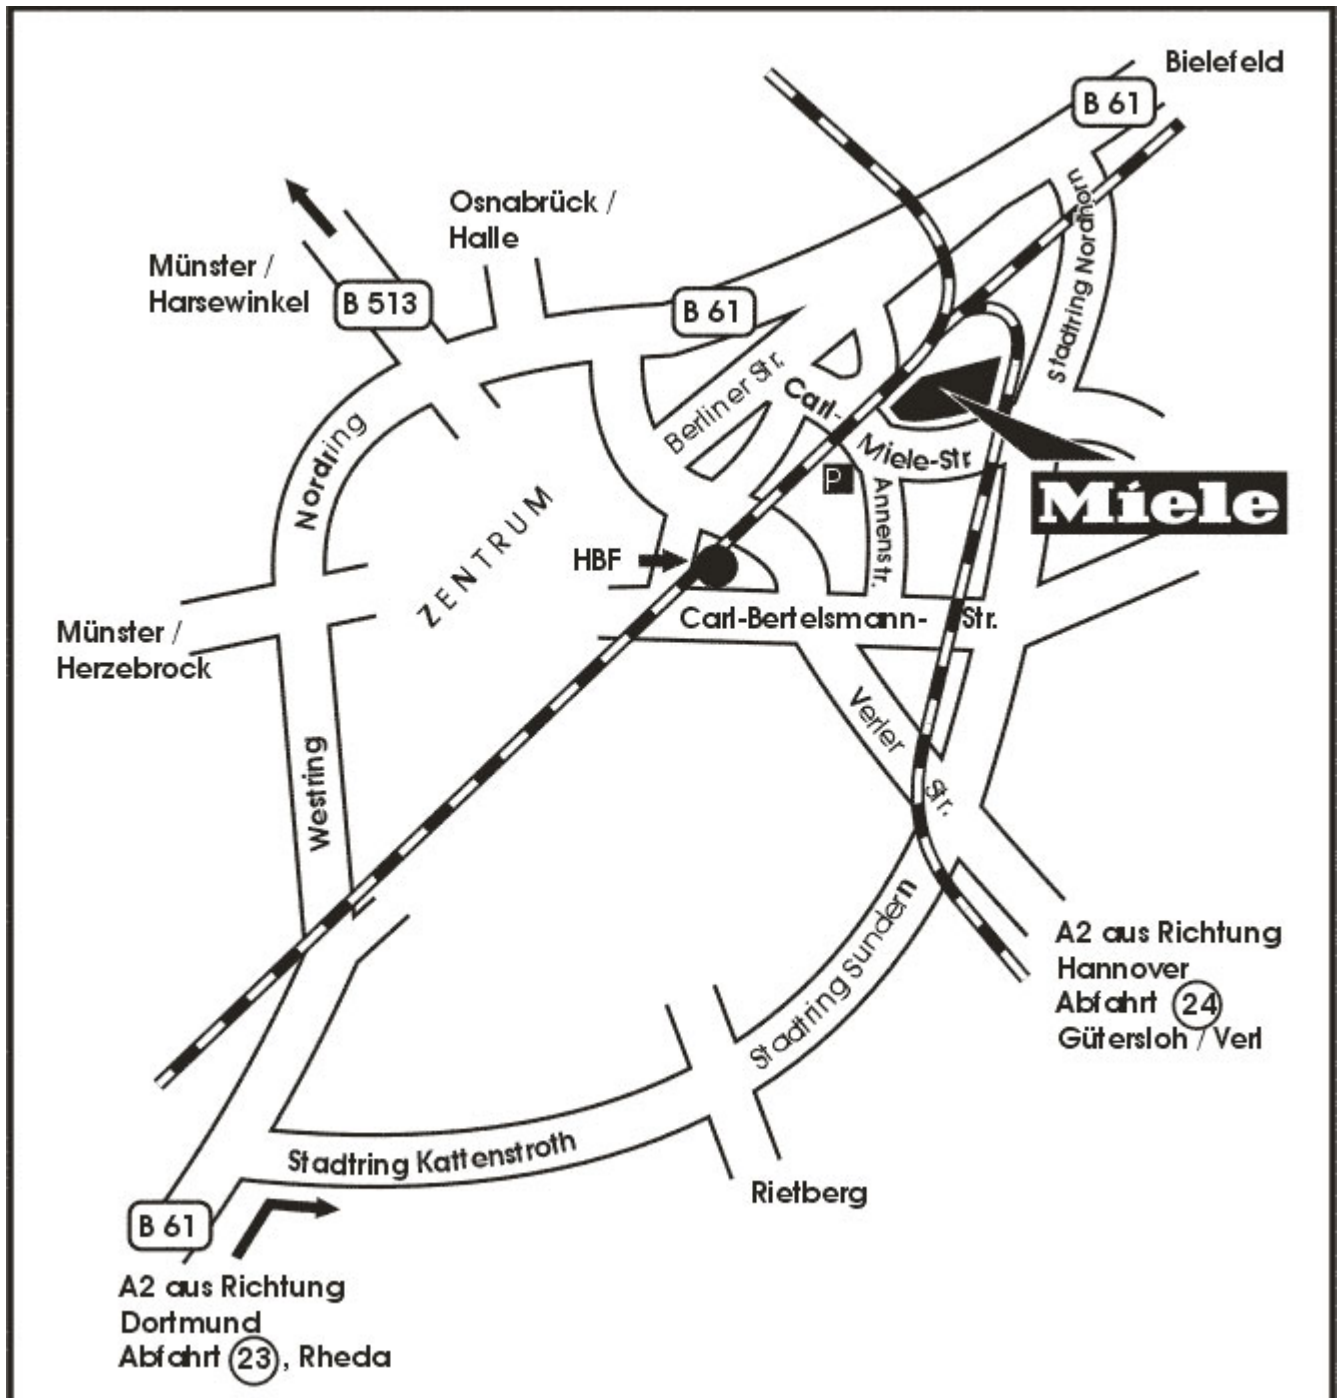 Bielefeld
B 61
Osnabrück /
Halle
Münster /
Harsewinkel
B 513
B 61
Stadtring Nordhorn
Berliner Str.
Carl-
Miele-Str
Nordring
P
Annenstr.
Miele
ZENTRUM
HBF
Carl-Bertelsmann- Str.
Münster /
Herzebrock
Verler
Str.
Westring
Stadtring Sundern
A2 aus Richtung
Hannover
Abfahrt 24
Gütersloh / Verl
Stadtring Kattenstroth
Rietberg
B 61
A2 aus Richtung
Dortmund
Abfahrt 23, Rheda